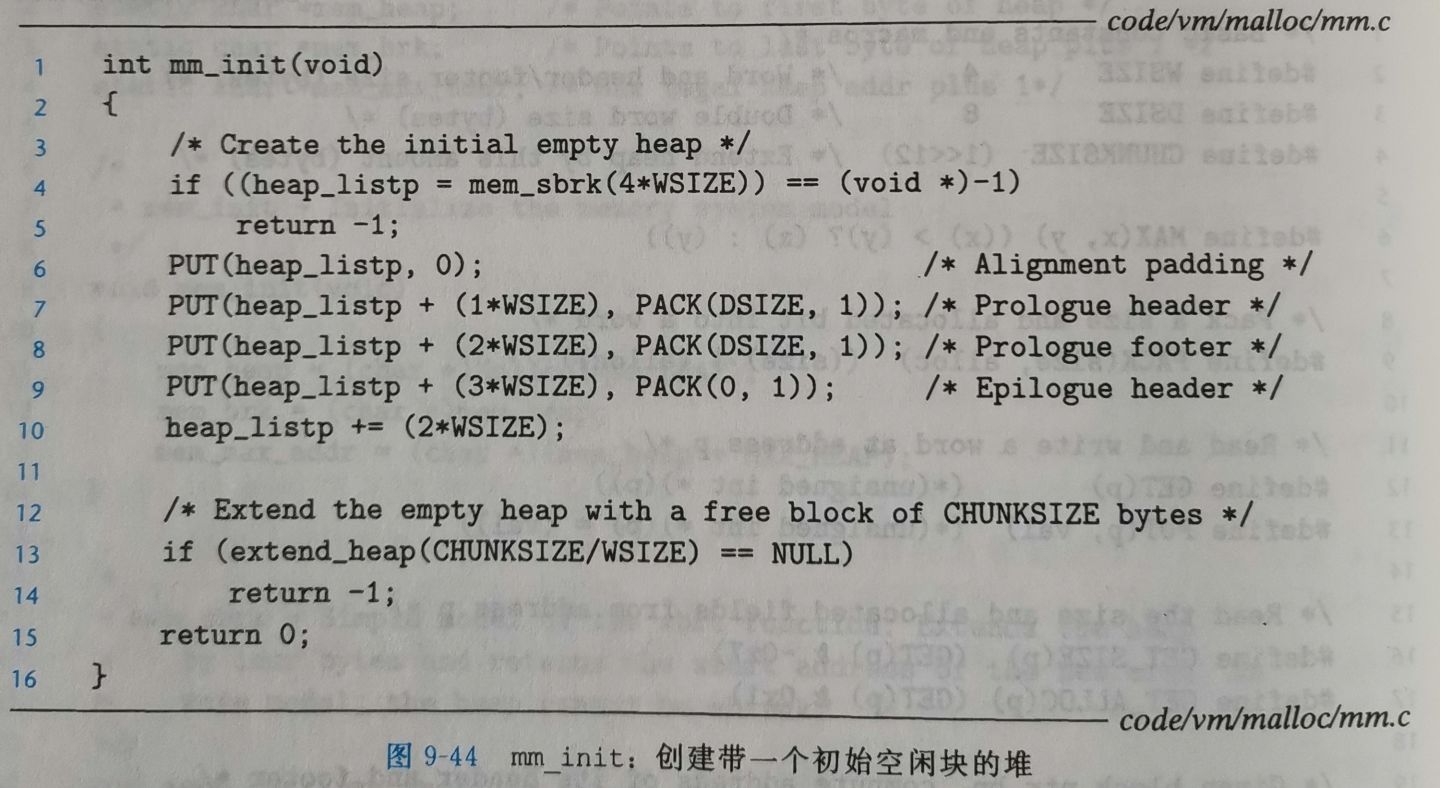 code/vm/malloc/mm.c
1 int mm_init(void)
2 {
3 /* Create the initial empty heap */
4 if ((heap_listp = mem_sbrk(4*WSIZE)) == (void *)-1)
5 return -1;
6 PUT(heap_listp, 0); /* Alignment padding */
7 PUT(heap_listp + (1*WSIZE), PACK(DSIZE, 1)); /* Prologue header */
8 PUT(heap_listp + (2*WSIZE), PACK(DSIZE, 1)); /* Prologue footer */
9 PUT(heap_listp + (3*WSIZE), PACK(0, 1)); /* Epilogue header */
10 heap_listp += (2*WSIZE);
11
12 /* Extend the empty heap with a free block of CHUNKSIZE bytes */
13 if (extend_heap(CHUNKSIZE/WSIZE) == NULL)
14 return -1;
15 return 0;
16 }
code/vm/malloc/mm.c
图 9-44 mm_init：创建带一个初始空闲块的堆